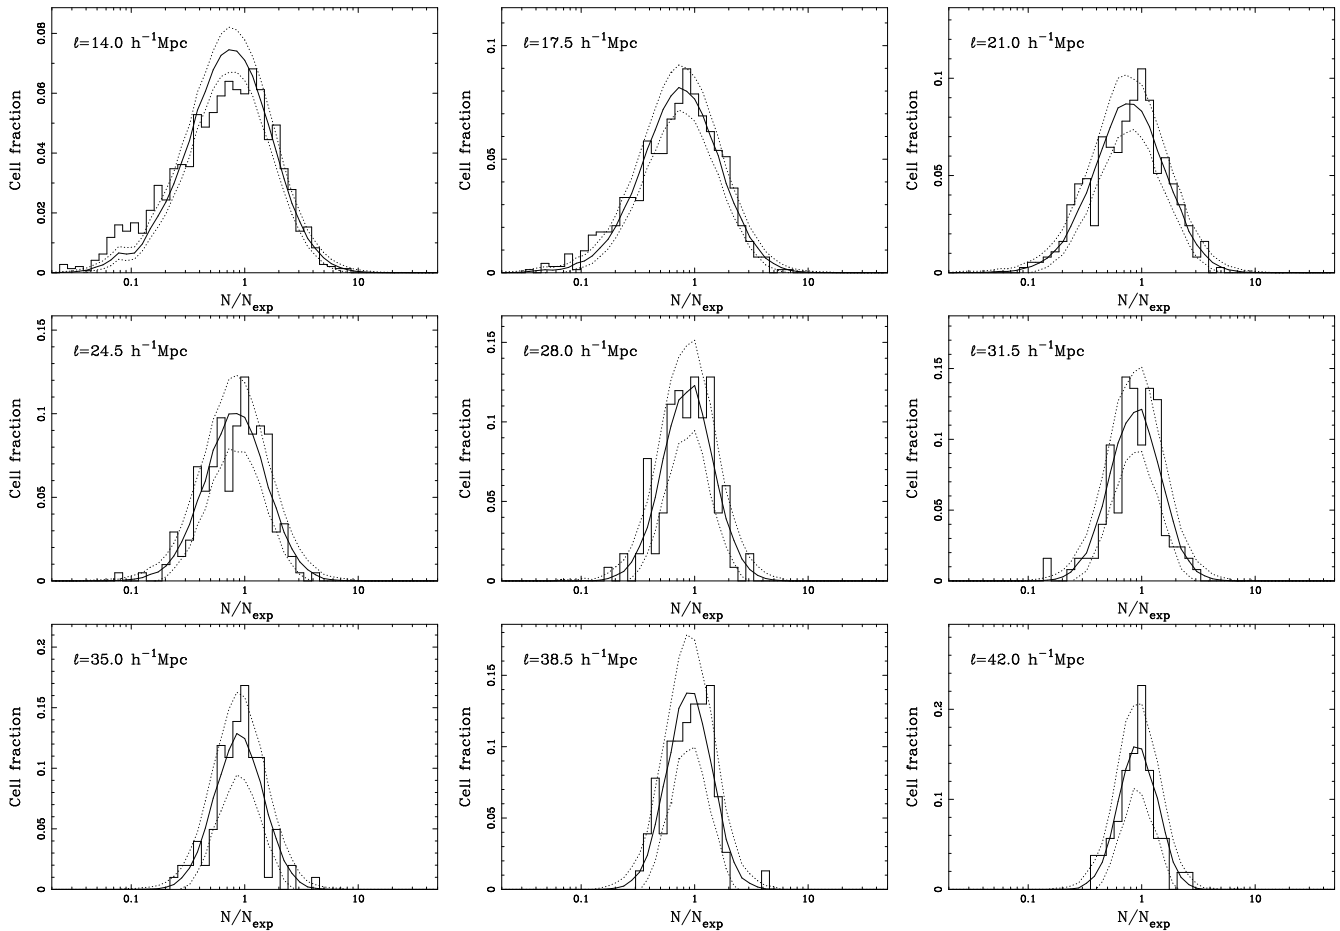 ℓ=14.0 h⁻¹Mpc
Cell fraction
0.08
0.06
0.04
0.02
0
0.1 1 10
N/N_exp
ℓ=17.5 h⁻¹Mpc
Cell fraction
0.1
0.05
0
0.1 1 10
N/N_exp
ℓ=21.0 h⁻¹Mpc
Cell fraction
0.1
0.05
0
0.1 1 10
N/N_exp
ℓ=24.5 h⁻¹Mpc
Cell fraction
0.15
0.1
0.05
0
0.1 1 10
N/N_exp
ℓ=28.0 h⁻¹Mpc
Cell fraction
0.15
0.1
0.05
0
0.1 1 10
N/N_exp
ℓ=31.5 h⁻¹Mpc
Cell fraction
0.15
0.1
0.05
0
0.1 1 10
N/N_exp
ℓ=35.0 h⁻¹Mpc
Cell fraction
0.2
0.15
0.1
0.05
0
0.1 1 10
N/N_exp
ℓ=38.5 h⁻¹Mpc
Cell fraction
0.15
0.1
0.05
0
0.1 1 10
N/N_exp
ℓ=42.0 h⁻¹Mpc
Cell fraction
0.2
0.1
0
0.1 1 10
N/N_exp